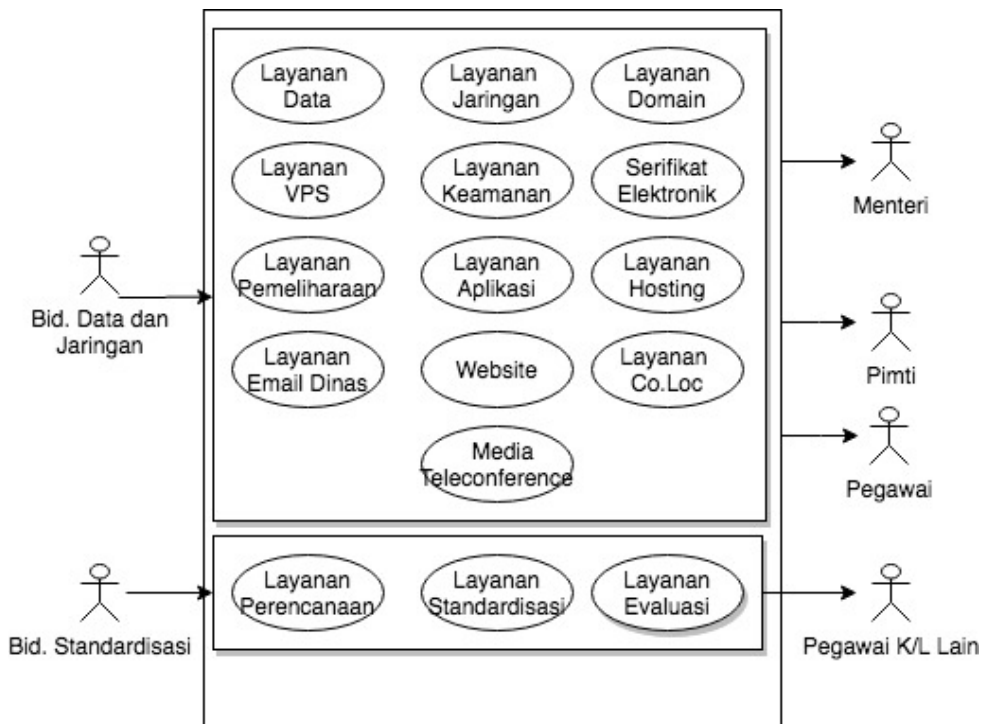 Layanan
Data
Layanan
Jaringan
Layanan
Domain
Layanan
VPS
Layanan
Keamanan
Serifikat
Elektronik
Layanan
Pemeliharaan
Layanan
Aplikasi
Layanan
Hosting
Layanan
Email Dinas
Website
Layanan
Co.Loc
Media
Teleconference
Layanan
Perencanaan
Layanan
Standardisasi
Layanan
Evaluasi
Bid. Data dan
Jaringan
Bid. Standardisasi
Menteri
Pimti
Pegawai
Pegawai K/L Lain